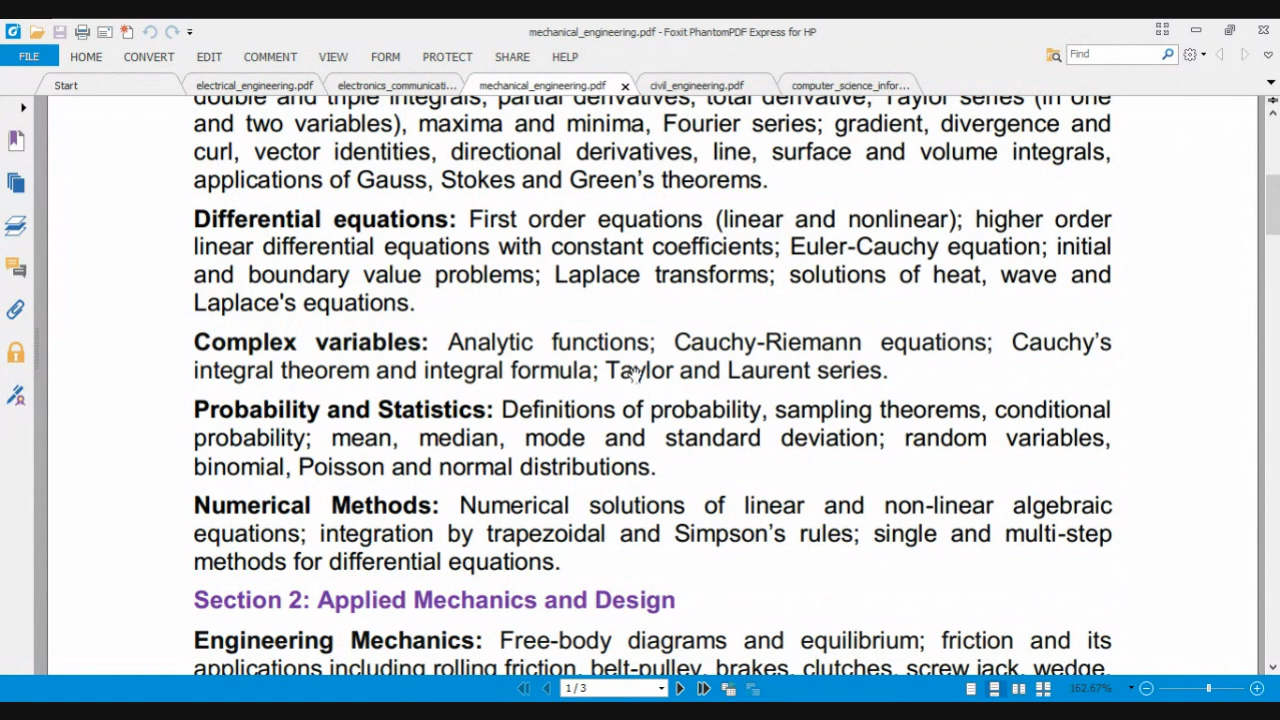 mechanical_engineering.pdf - Foxit PhantomPDF Express for HP
FILE HOME CONVERT EDIT COMMENT VIEW FORM PROTECT SHARE HELP Find
Start electrical_engineering.pdf electronics_communicati... mechanical_engineering.pdf civil_engineering.pdf computer_science_infor...
double and triple integrals, partial derivatives, total derivative, Taylor series (in one
and two variables), maxima and minima, Fourier series; gradient, divergence and
curl, vector identities, directional derivatives, line, surface and volume integrals,
applications of Gauss, Stokes and Green's theorems.
Differential equations: First order equations (linear and nonlinear); higher order
linear differential equations with constant coefficients; Euler-Cauchy equation; initial
and boundary value problems; Laplace transforms; solutions of heat, wave and
Laplace's equations.
Complex variables: Analytic functions; Cauchy-Riemann equations; Cauchy's
integral theorem and integral formula; Taylor and Laurent series.
Probability and Statistics: Definitions of probability, sampling theorems, conditional
probability; mean, median, mode and standard deviation; random variables,
binomial, Poisson and normal distributions.
Numerical Methods: Numerical solutions of linear and non-linear algebraic
equations; integration by trapezoidal and Simpson's rules; single and multi-step
methods for differential equations.
Section 2: Applied Mechanics and Design
Engineering Mechanics: Free-body diagrams and equilibrium; friction and its
applications including rolling friction, belt-pulley, brakes, clutches, screw jack, wedge,
1 / 3 162.67%